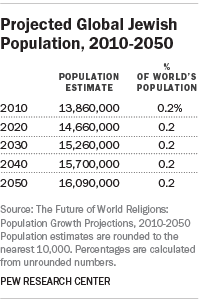 Projected Global Jewish
Population, 2010-2050
POPULATION ESTIMATE % OF WORLD'S POPULATION
2010 13,860,000 0.2%
2020 14,660,000 0.2
2030 15,260,000 0.2
2040 15,700,000 0.2
2050 16,090,000 0.2
Source: The Future of World Religions:
Population Growth Projections, 2010-2050
Population estimates are rounded to the
nearest 10,000. Percentages are calculated
from unrounded numbers.
PEW RESEARCH CENTER